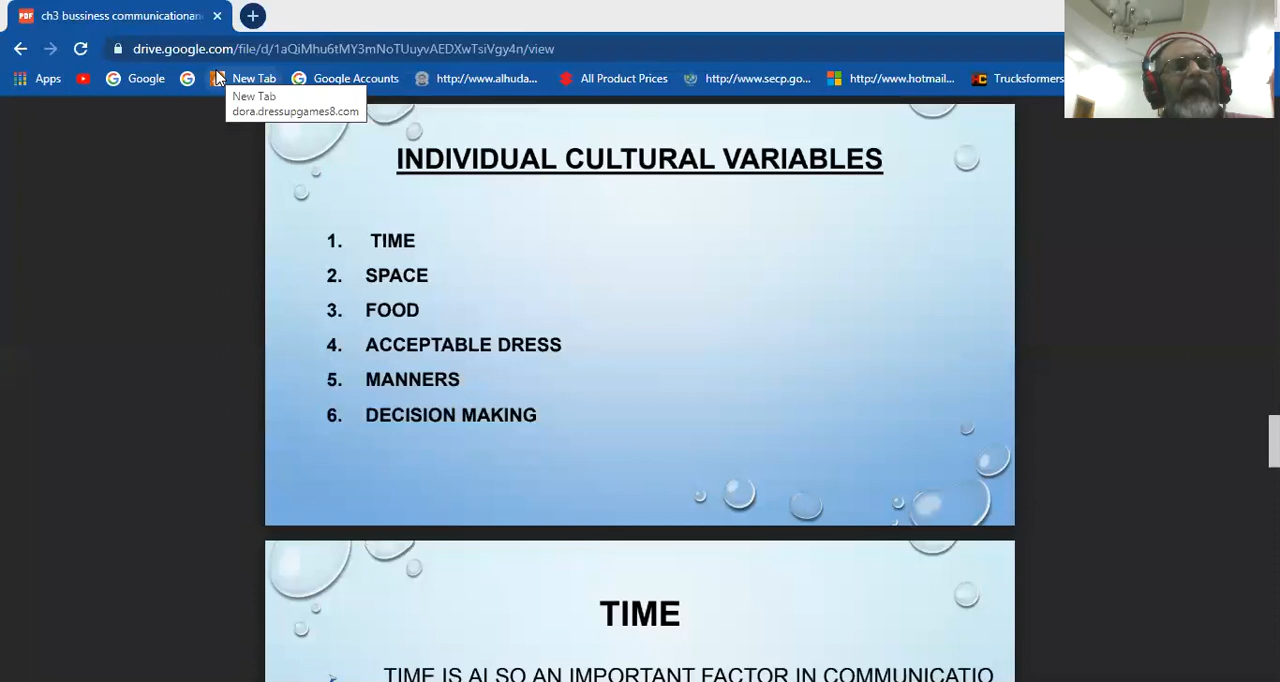 ch3 bussiness communicationan
drive.google.com/file/d/1aQiMhu6tMY3mNoTUuyvAEDXwTsiVgy4n/view
Apps
Google
New Tab
Google Accounts
http://www.alhuda...
All Product Prices
http://www.secp.go...
http://www.hotmail...
Trucksformers
New Tab
dora.dressupgames8.com
INDIVIDUAL CULTURAL VARIABLES
1. TIME
2. SPACE
3. FOOD
4. ACCEPTABLE DRESS
5. MANNERS
6. DECISION MAKING
TIME
TIME IS ALSO AN IMPORTANT FACTOR IN COMMUNICATIO